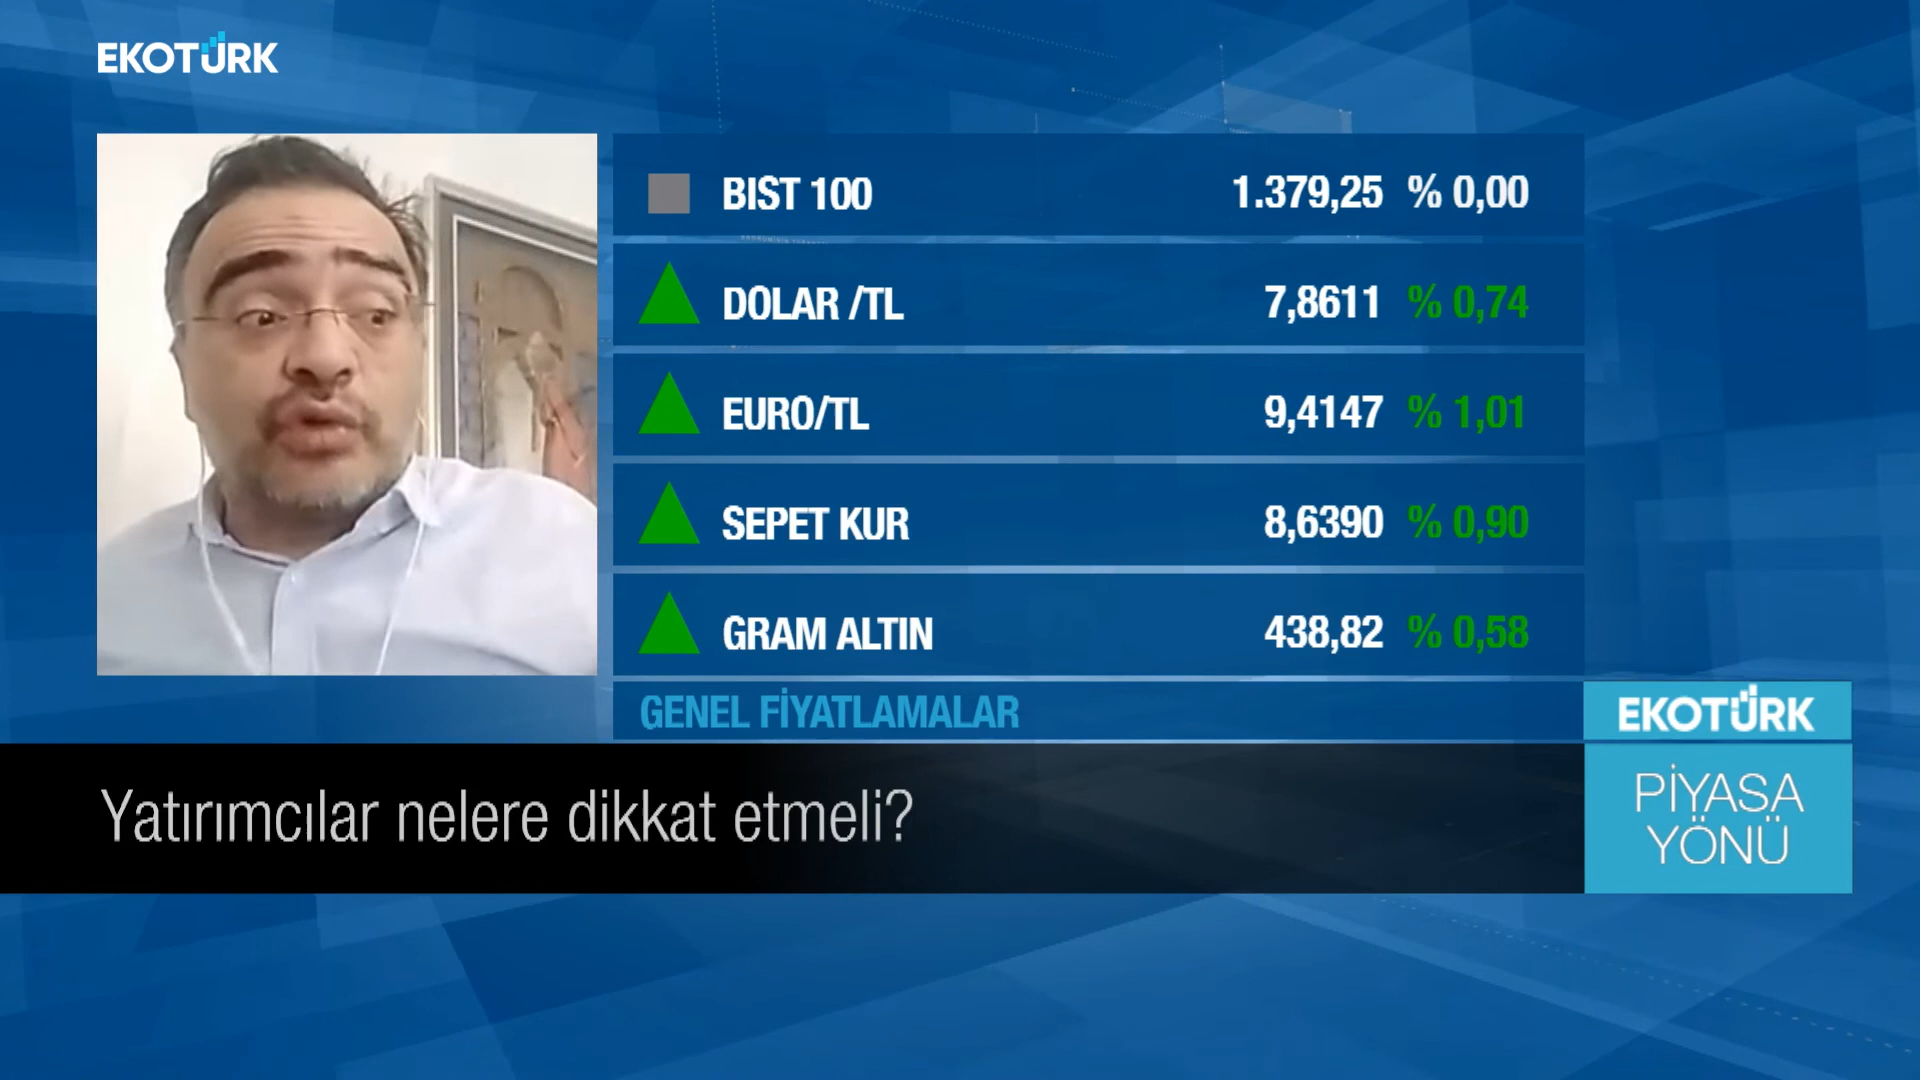 EKOTÜRK
BIST 100 1.379,25 % 0,00
DOLAR /TL 7,8611 % 0,74
EURO/TL 9,4147 % 1,01
SEPET KUR 8,6390 % 0,90
GRAM ALTIN 438,82 % 0,58
GENEL FİYATLAMALAR
EKOTÜRK
Yatırımcılar nelere dikkat etmeli?
PİYASA
YÖNÜ